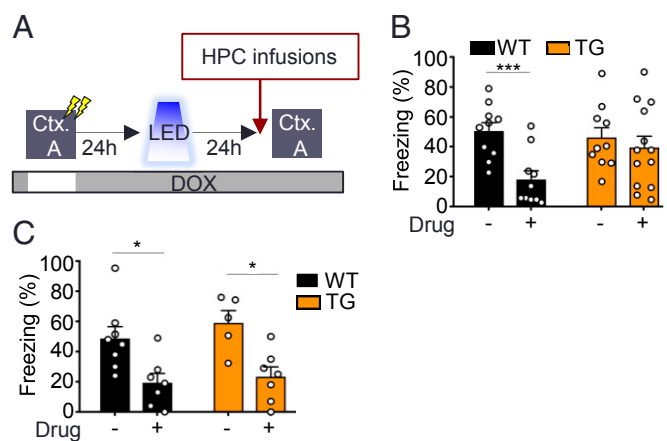 A
HPC infusions
Ctx.
A
24h
LED
24h
Ctx.
A
DOX
B
WT
TG
***
Freezing (%)
100
80
60
40
20
0
Drug - + - +
C
*
*
WT
TG
Freezing (%)
100
80
60
40
20
0
Drug - + - +